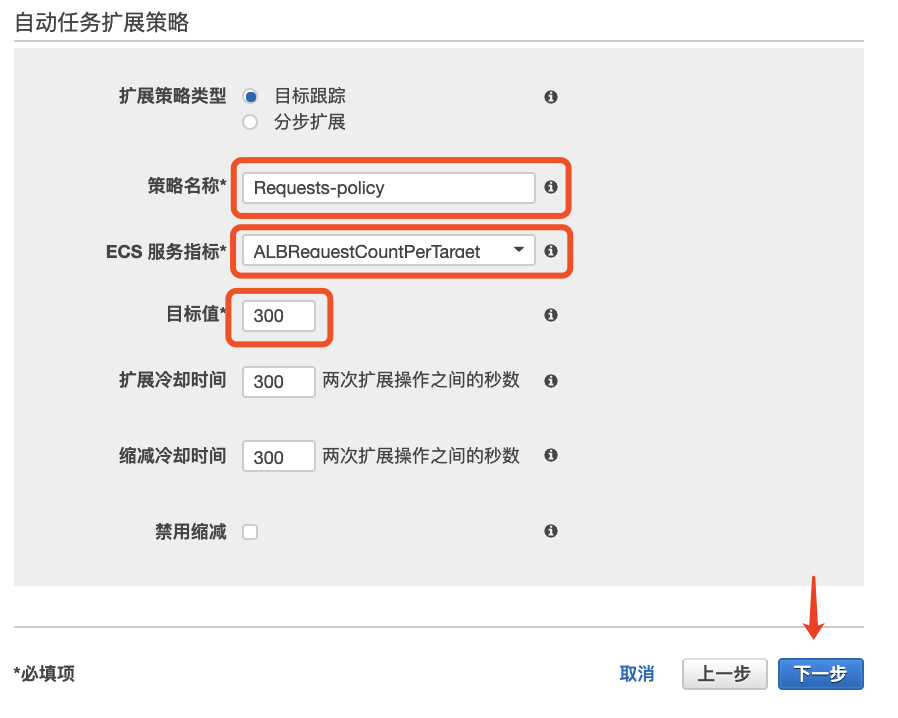 自动任务扩展策略
扩展策略类型 目标跟踪
分步扩展
策略名称* Requests-policy
ECS 服务指标* ALBRequestCountPerTarget
目标值* 300
扩展冷却时间 300 两次扩展操作之间的秒数
缩减冷却时间 300 两次扩展操作之间的秒数
禁用缩减
*必填项 取消 上一步 下一步